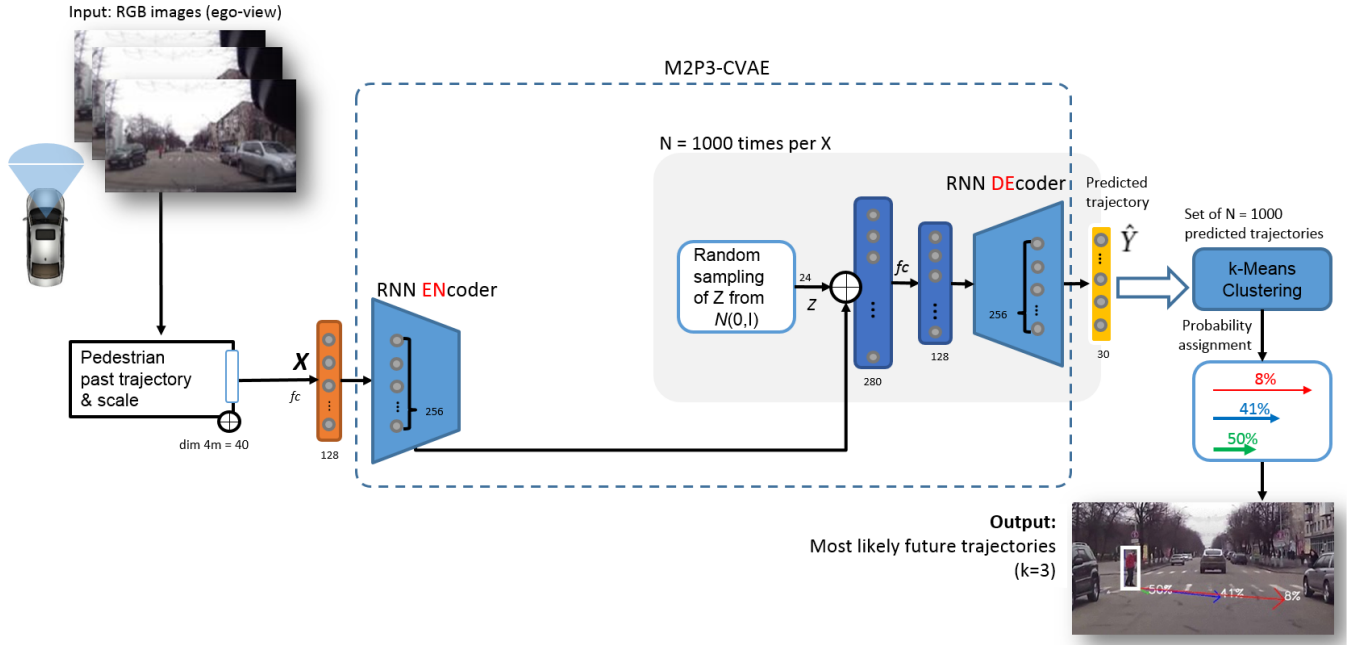 Input: RGB images (ego-view)
M2P3-CVAE
N = 1000 times per X
RNN DEcoder
Predicted
trajectory
Ŷ
Set of N = 1000
predicted trajectories
k-Means
Clustering
Random
sampling
of Z from
N(0,I)
24
Z
fc
280
128
256
30
RNN ENcoder
Pedestrian
past trajectory
& scale
dim 4m = 40
X
fc
128
256
Probability
assignment
8%
41%
50%
Output:
Most likely future trajectories
(k=3)
50%
41%
8%